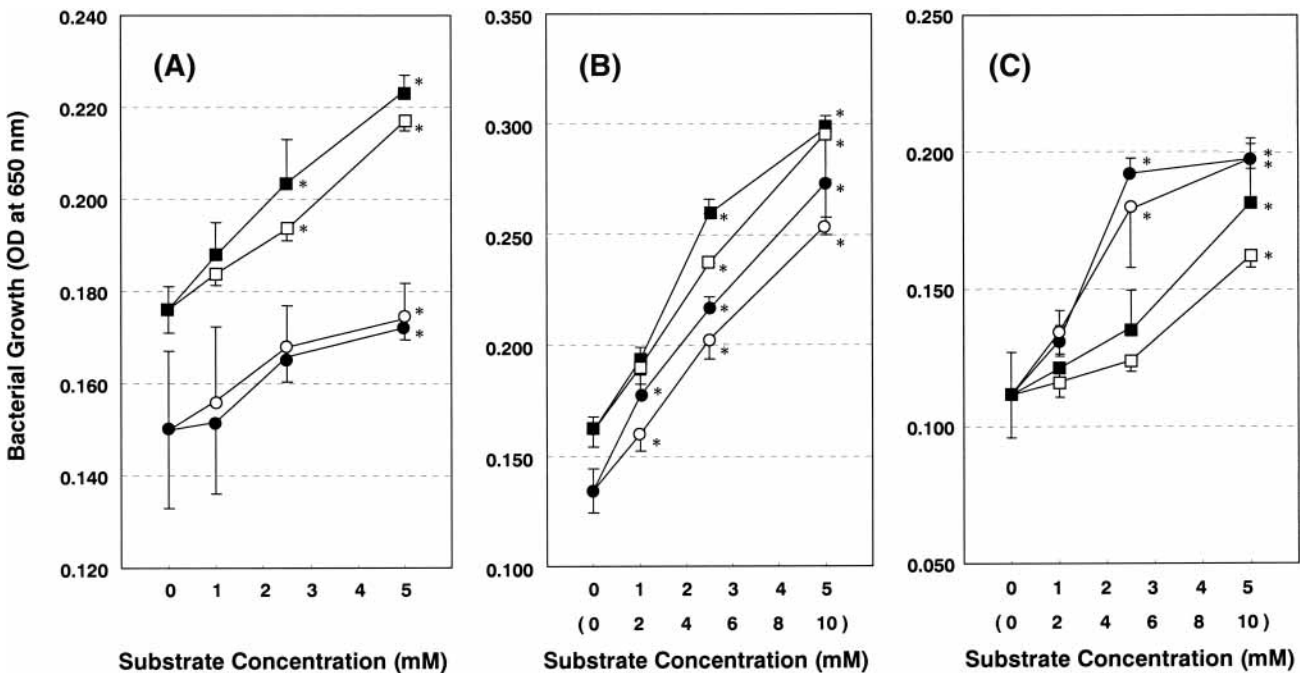 Bacterial Growth (OD at 650 nm)
(A)
0.240
0.220
0.200
0.180
0.160
0.140
0.120
* * * * * *
0 1 2 3 4 5
Substrate Concentration (mM)
(B)
0.350
0.300
0.250
0.200
0.150
0.100
* * * * * * * * * *
0 1 2 3 4 5
( 0 2 4 6 8 10 )
Substrate Concentration (mM)
(C)
0.250
0.200
0.150
0.100
0.050
* * * * * *
0 1 2 3 4 5
( 0 2 4 6 8 10 )
Substrate Concentration (mM)